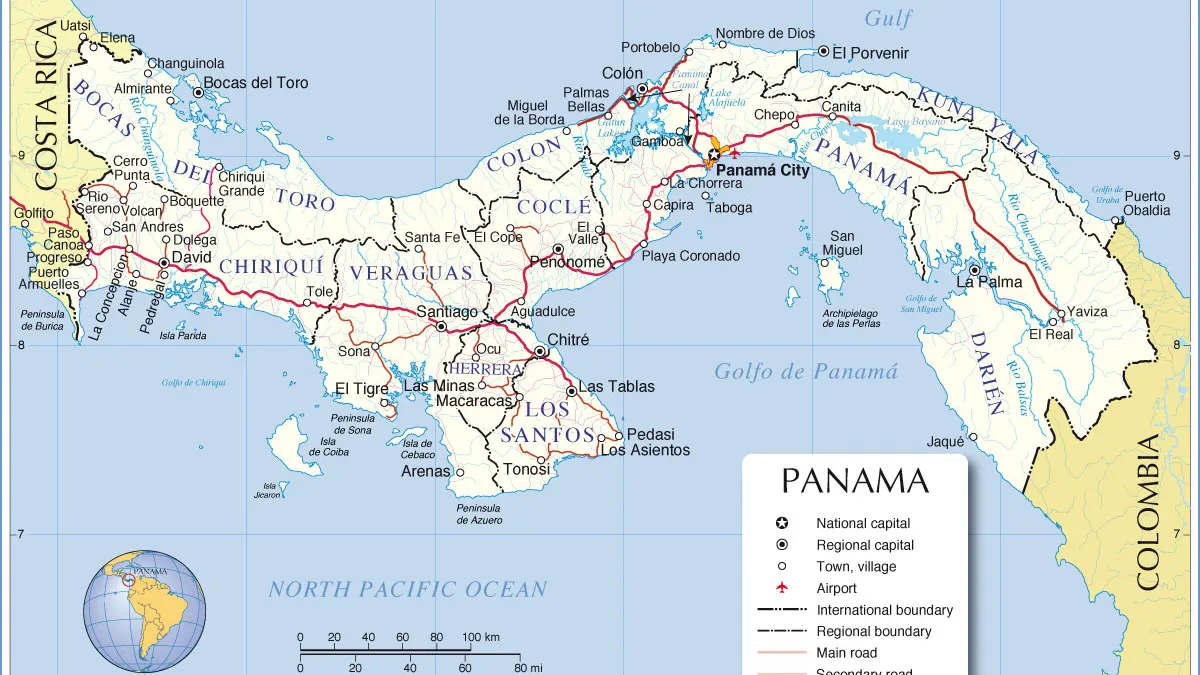 Gulf
Uatsi
Elena
Nombre de Dios
Portobelo
El Porvenir
COSTA RICA
Changuinola
Bocas del Toro
Almirante
Colón
Panama
Canal
Palmas
Bellas
Lake
Alajuela
KUNA YALA
BOCAS
DEL
TORO
Rio Changuinola
Miguel
de la Borda
Gatun
Lake
Gamboa
Chepo
Canita
Lago Bayano
COLON
PANAMÁ
9
9
Cerro
Punta
Chiriqui
Grande
Panamá City
La Chorrera
Capira
Taboga
Golfo de
Uraba
Puerto
Obaldia
Rio
Sereno
Volcan
Boquette
COCLÉ
Golfito
San Andres
Paso
Canoa
Dolega
Santa Fe
El Cope
El
Valle
San
Miguel
Rio Chucunaque
Progreso
David
CHIRIQUÍ
VERAGUAS
Penonomé
Playa Coronado
Puerto
Armuelles
La Concepcion
Alanle
Pedregal
Tole
La Palma
Peninsula
de Burica
Isla Parida
Santiago
Aguadulce
Archipielago
de las Perlas
Golfo de
San Miguel
Yaviza
El Real
8
8
Sona
Ocu
Chitré
HERRERA
Golfo de Chiriqui
El Tigre
Las Minas
Macaracas
Las Tablas
Golfo de Panamá
DARIÉN
Rio Balsas
Peninsula
de Sona
LOS
SANTOS
Pedasi
Los Asientos
Jaqué
Isla
de Coiba
Isla de
Cebaco
Arenas
Tonosi
Isla
Jicaron
Peninsula
de Azuero
COLOMBIA
7
7
PANAMA
National capital
Regional capital
Town, village
Airport
International boundary
Regional boundary
Main road
Secondary road
PANAMA
NORTH PACIFIC OCEAN
0 20 40 60 80 100 km
0 20 40 60 80 mi